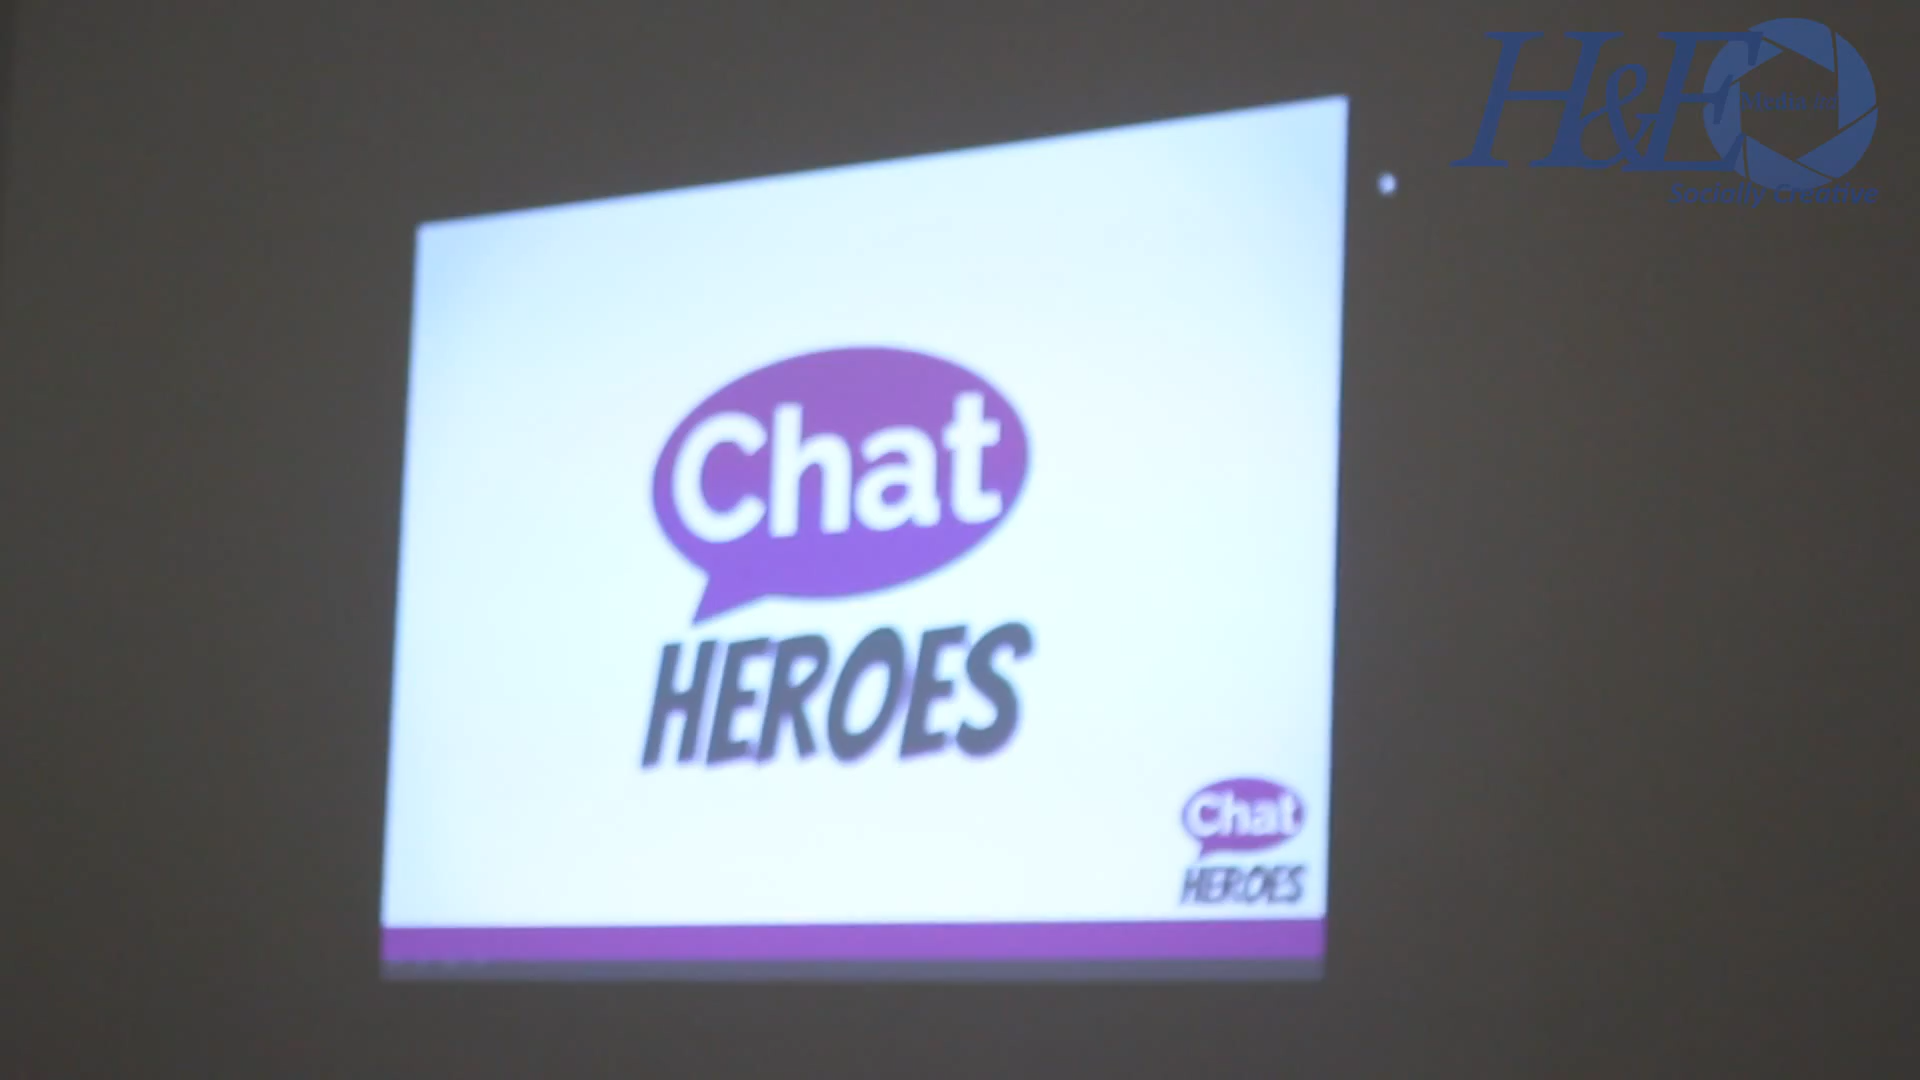 H&E
Socially Creative
Chat
HEROES
Chat
HEROES